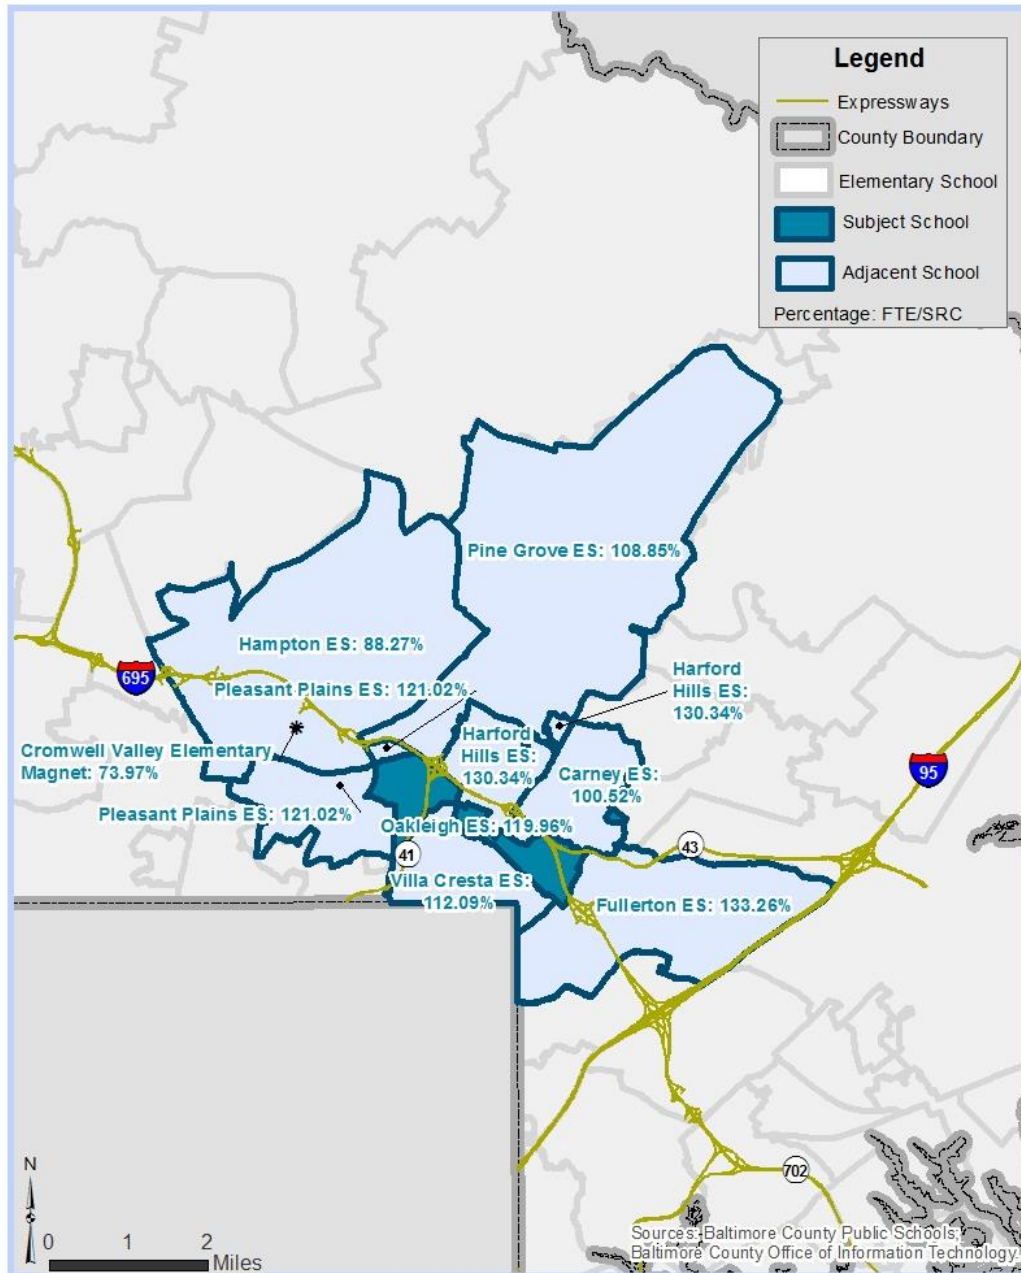 Legend
Expressways
County Boundary
Elementary School
Subject School
Adjacent School
Percentage: FTE/SRC
Pine Grove ES: 108.85%
Hampton ES: 88.27%
695
Pleasant Plains ES: 121.02%
Harford
Hills ES:
130.34%
Harford
Hills ES:
130.34%
Cromwell Valley Elementary
Magnet: 73.97%
Carney ES:
100.52%
95
Pleasant Plains ES: 121.02%
Oakleigh ES: 119.96%
41
43
Villa Cresta ES:
112.09%
Fullerton ES: 133.26%
702
N
0 1 2
Miles
Sources: Baltimore County Public Schools;
Baltimore County Office of Information Technology.